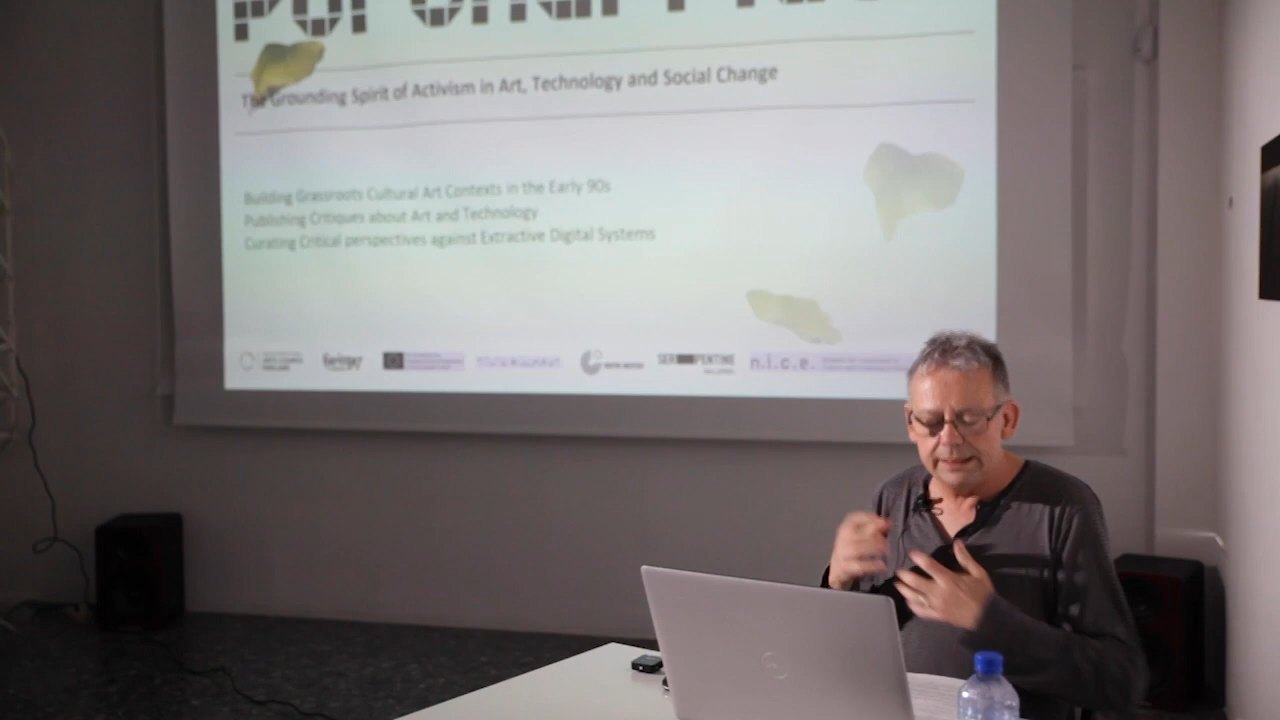 The Grounding Spirit of Activism in Art, Technology and Social Change
Building Grassroots Cultural Art Contexts in the Early 90s
Publishing Critiques about Art and Technology
Curating Critical perspectives against Extractive Digital Systems
SERPENTINE
n.i.c.e.